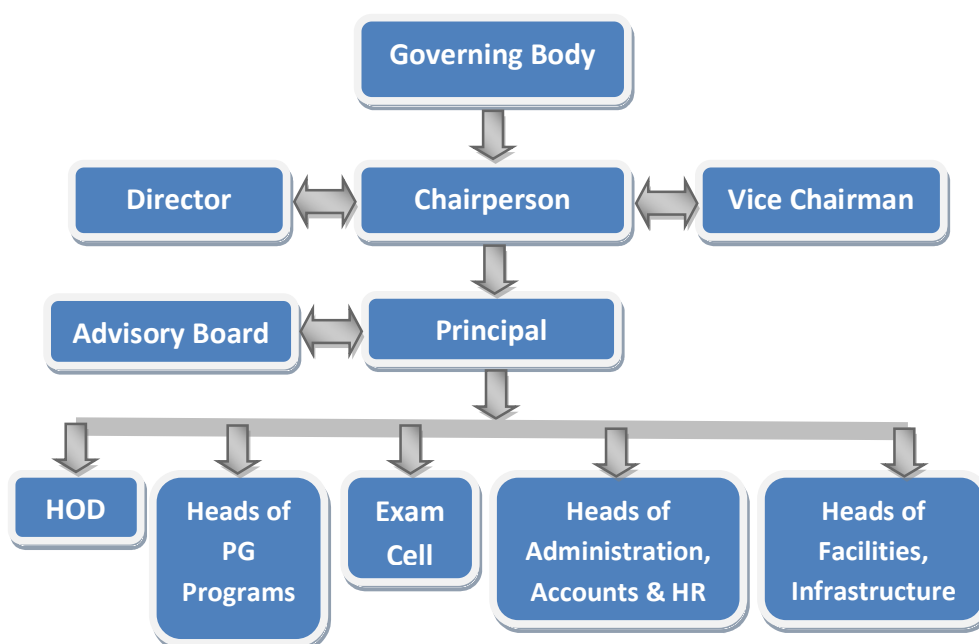 Governing Body
Director
Chairperson
Vice Chairman
Advisory Board
Principal
HOD
Heads of
PG
Programs
Exam
Cell
Heads of
Administration,
Accounts & HR
Heads of
Facilities,
Infrastructure